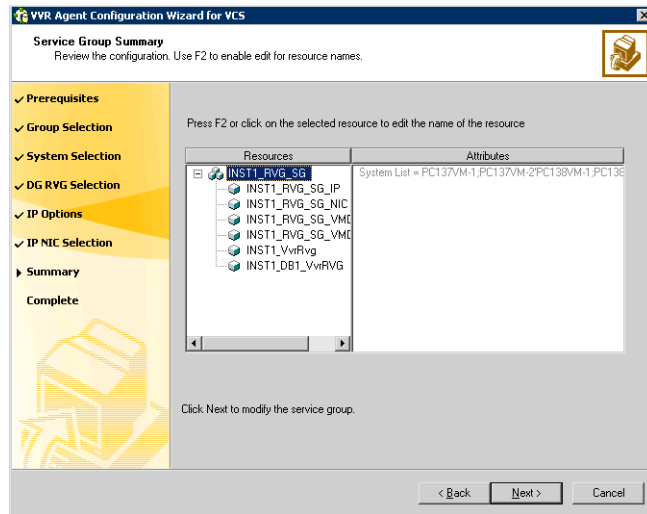 VVR Agent Configuration Wizard for VCS
Service Group Summary
Review the configuration. Use F2 to enable edit for resource names.
Prerequisites
Group Selection
System Selection
DG RVG Selection
IP Options
IP NIC Selection
Summary
Complete
Press F2 or click on the selected resource to edit the name of the resource
Resources Attributes
INST1_RVG_SG System List = PC137VM-1;PC137VM-2'PC138VM-1;PC138
INST1_RVG_SG_IP
INST1_RVG_SG_NIC
INST1_RVG_SG_VMD
INST1_RVG_SG_VMD
INST1_VvrRvg
INST1_DB1_VvrRVG
Click Next to modify the service group.
< Back Next > Cancel